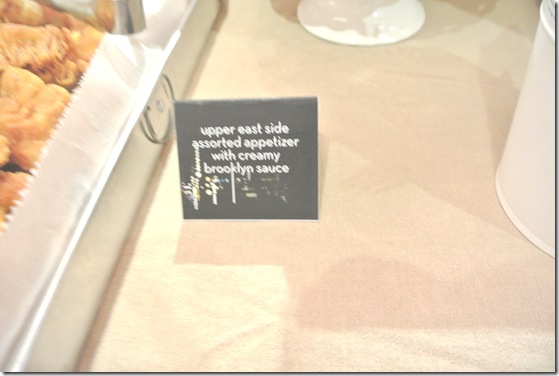 upper east side
assorted appetizer
with creamy
brooklyn sauce